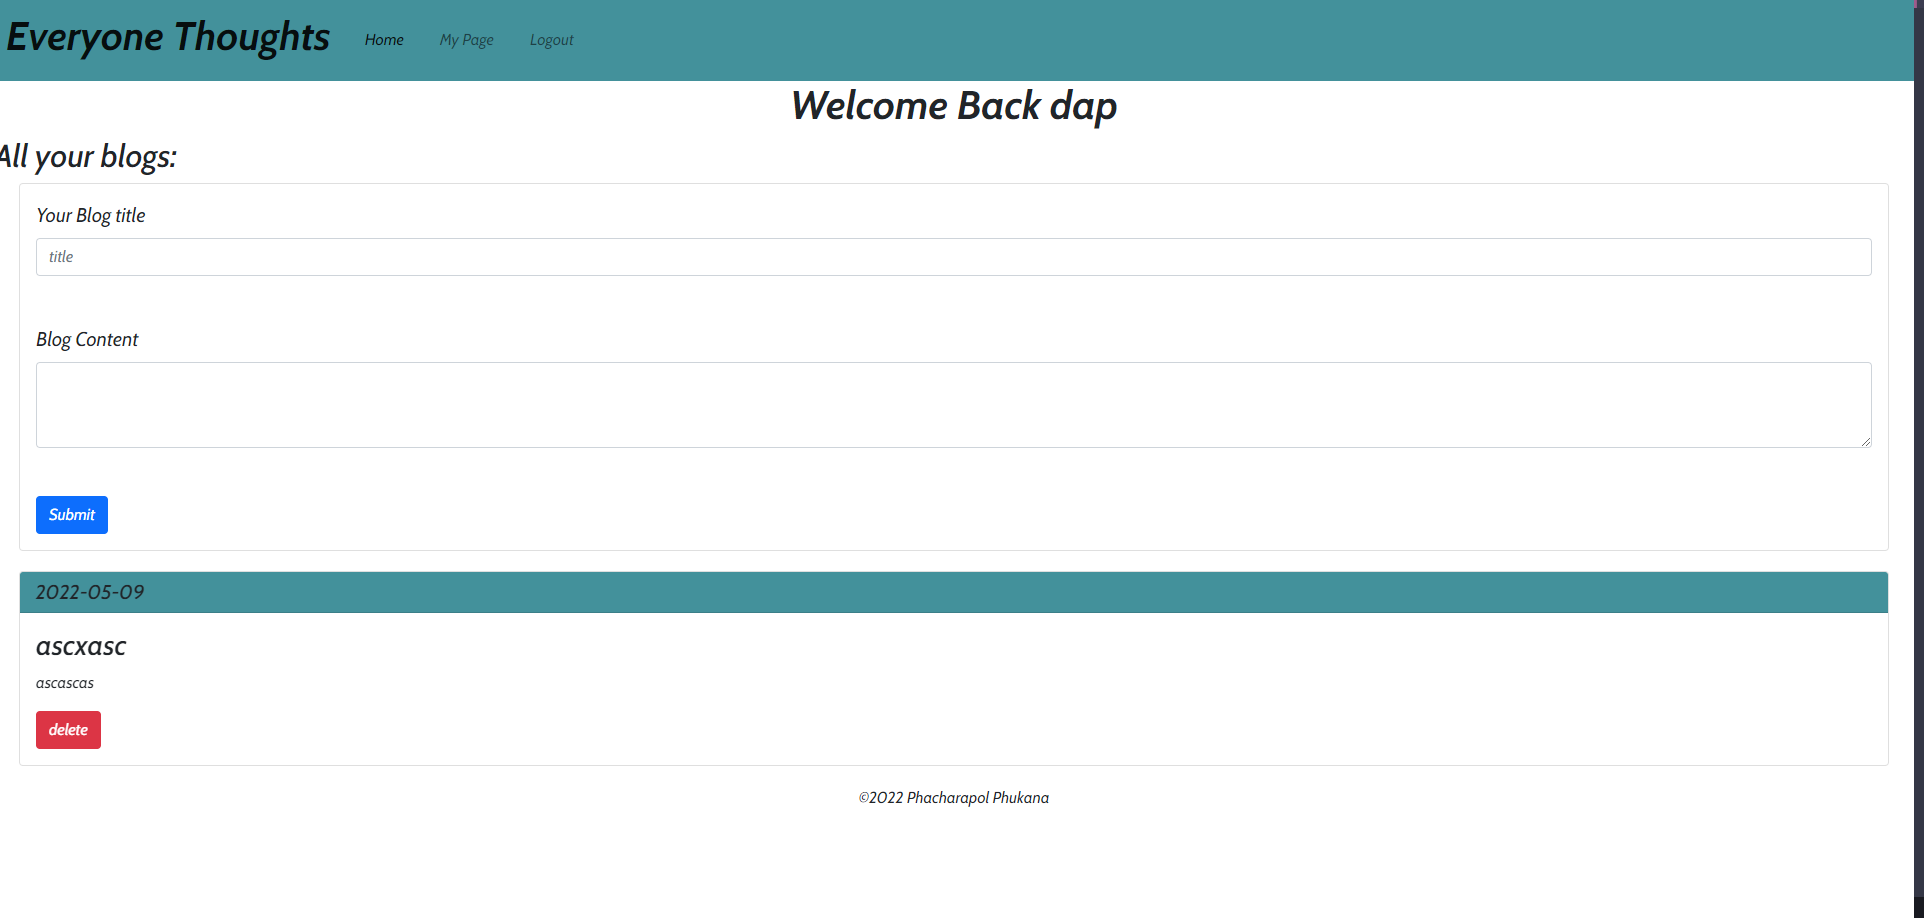 Everyone Thoughts Home My Page Logout
Welcome Back dap
All your blogs:
Your Blog title
title
Blog Content
Submit
2022-05-09
ascxasc
ascascas
delete
©2022 Phacharapol Phukana